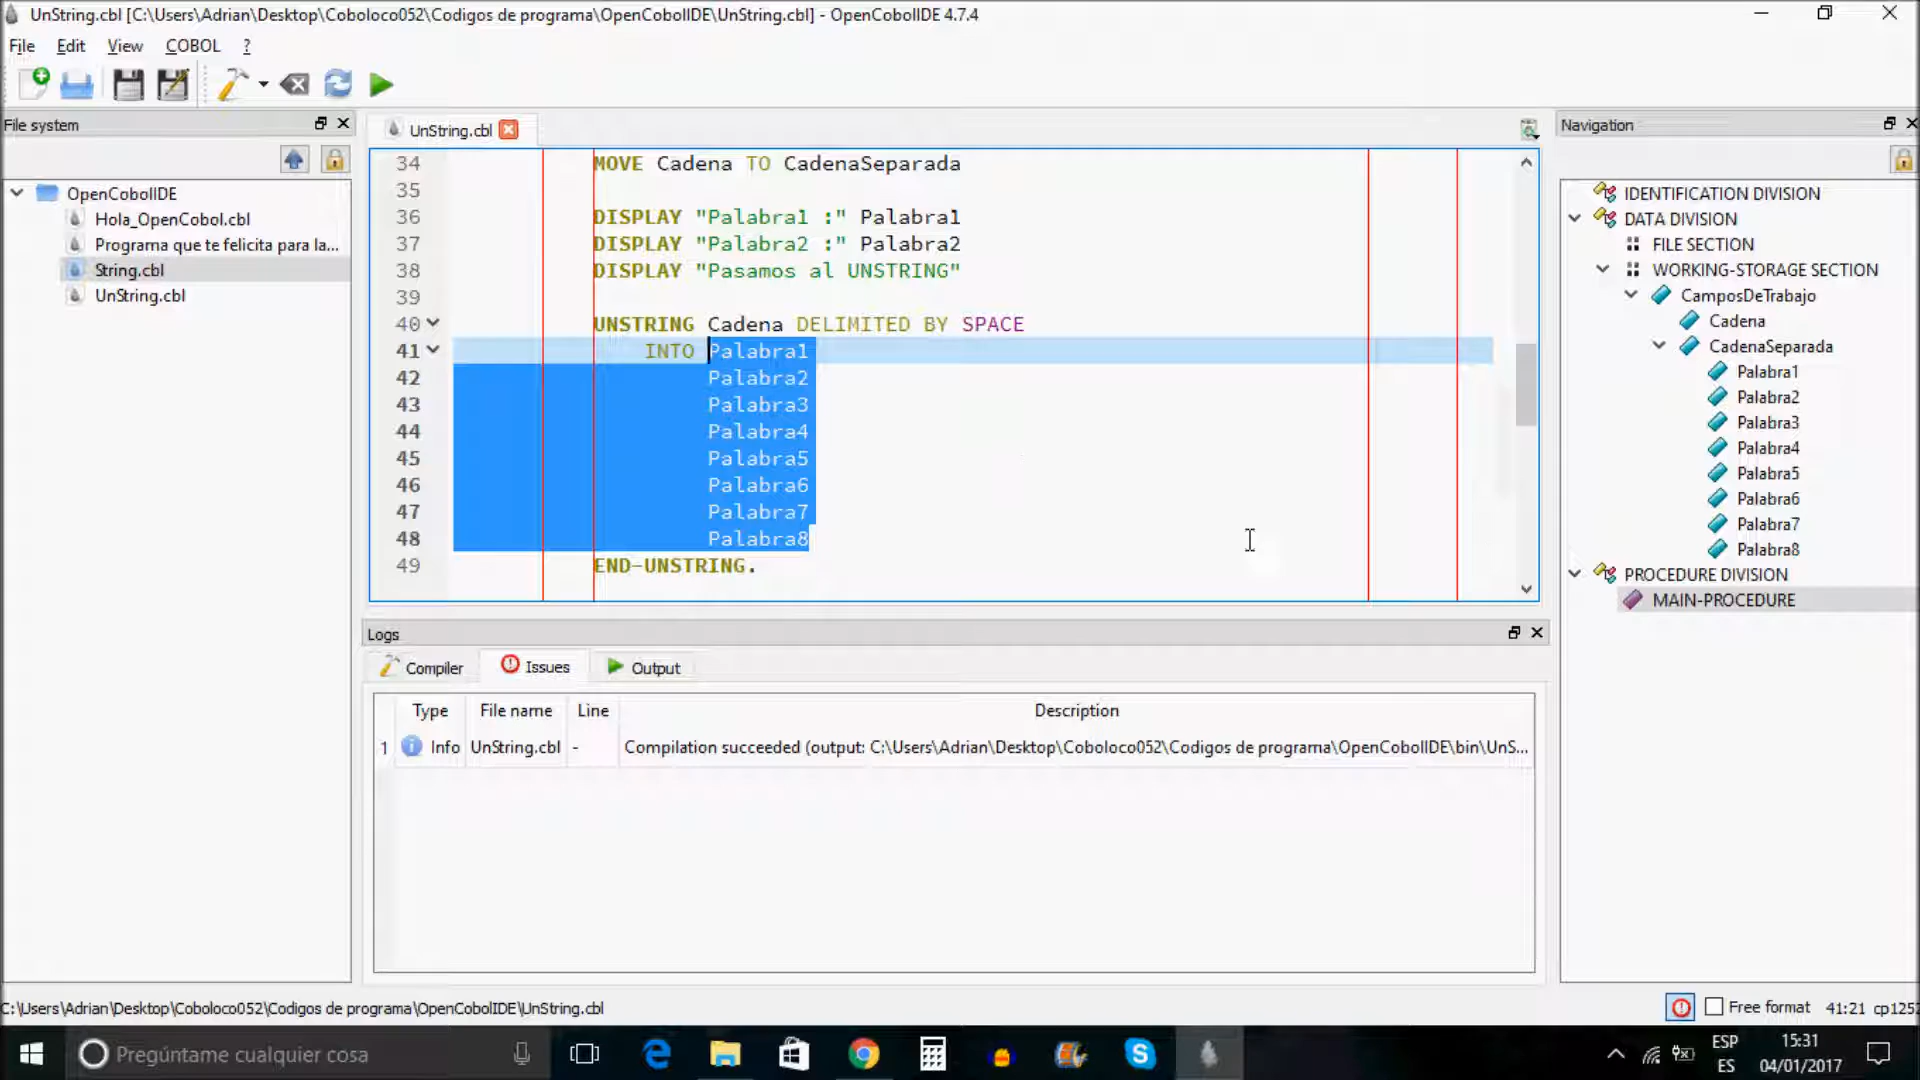 UnString.cbl [C:\Users\Adrian\Desktop\Coboloco052\Codigos de programa\OpenCobolIDE\UnString.cbl] - OpenCobolIDE 4.7.4
File Edit View COBOL ?
File system
OpenCobolIDE
Hola_OpenCobol.cbl
Programa que te felicita para la...
String.cbl
UnString.cbl
UnString.cbl
34 MOVE Cadena TO CadenaSeparada
35
36 DISPLAY "Palabra1 :" Palabra1
37 DISPLAY "Palabra2 :" Palabra2
38 DISPLAY "Pasamos al UNSTRING"
39
40 UNSTRING Cadena DELIMITED BY SPACE
41 INTO Palabra1
42 Palabra2
43 Palabra3
44 Palabra4
45 Palabra5
46 Palabra6
47 Palabra7
48 Palabra8
49 END-UNSTRING.
Navigation
IDENTIFICATION DIVISION
DATA DIVISION
FILE SECTION
WORKING-STORAGE SECTION
CamposDeTrabajo
Cadena
CadenaSeparada
Palabra1
Palabra2
Palabra3
Palabra4
Palabra5
Palabra6
Palabra7
Palabra8
PROCEDURE DIVISION
MAIN-PROCEDURE
Logs
Compiler Issues Output
Type File name Line Description
1 Info UnString.cbl - Compilation succeeded (output: C:\Users\Adrian\Desktop\Coboloco052\Codigos de programa\OpenCobolIDE\bin\UnS...
C:\Users\Adrian\Desktop\Coboloco052\Codigos de programa\OpenCobolIDE\UnString.cbl
Free format 41:21 cp1252
Pregúntame cualquier cosa
ESP
ES
15:31
04/01/2017